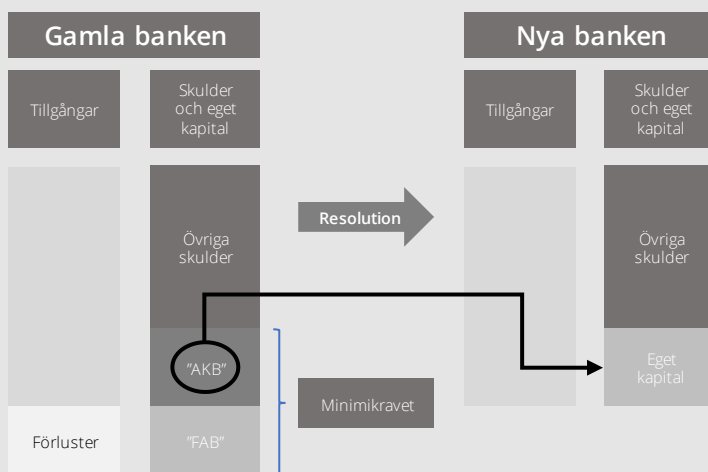 Gamla banken
Nya banken
Tillgångar
Skulder
och eget
kapital
Tillgångar
Skulder
och eget
kapital
Övriga
skulder
Resolution
Övriga
skulder
"AKB"
Eget
kapital
Minimikravet
Förluster
"FAB"